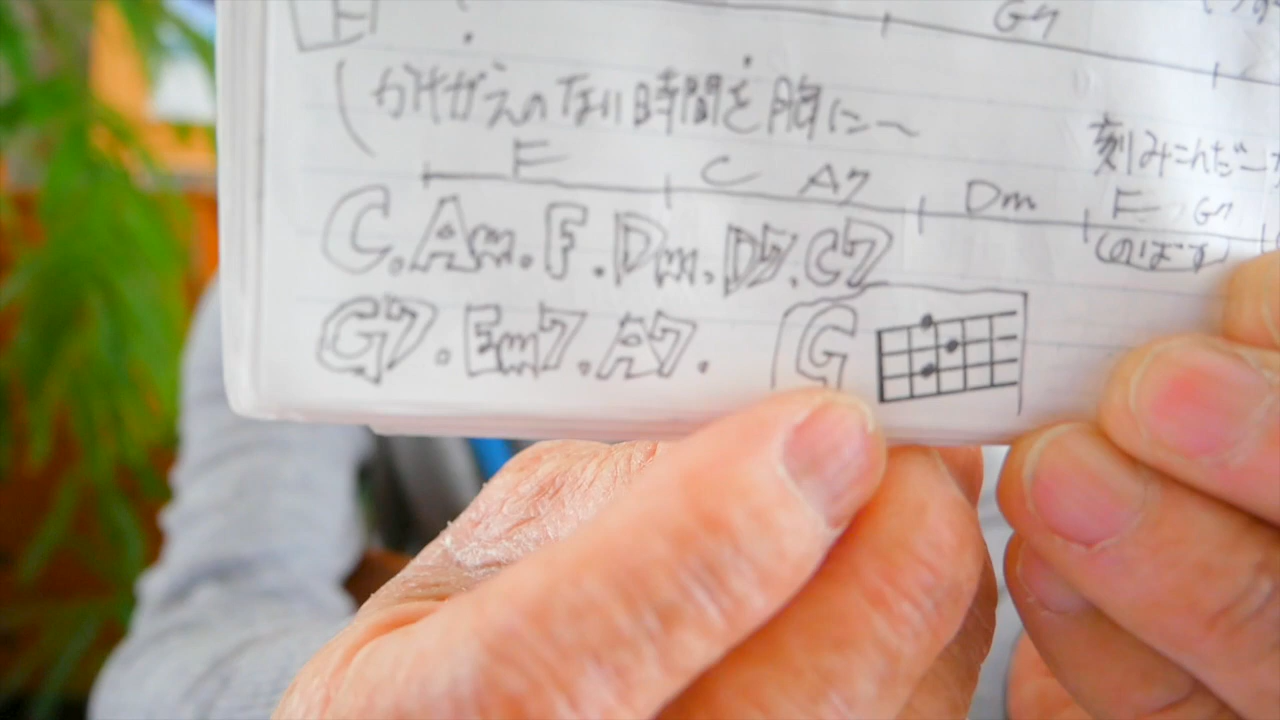 G7
(かけがえのない時間を胸に〜
刻みこんだー
F C A7 Dm F G7
(のばす)
C.Am.F.Dm.D7.C7
G7.Em7.A7.
G